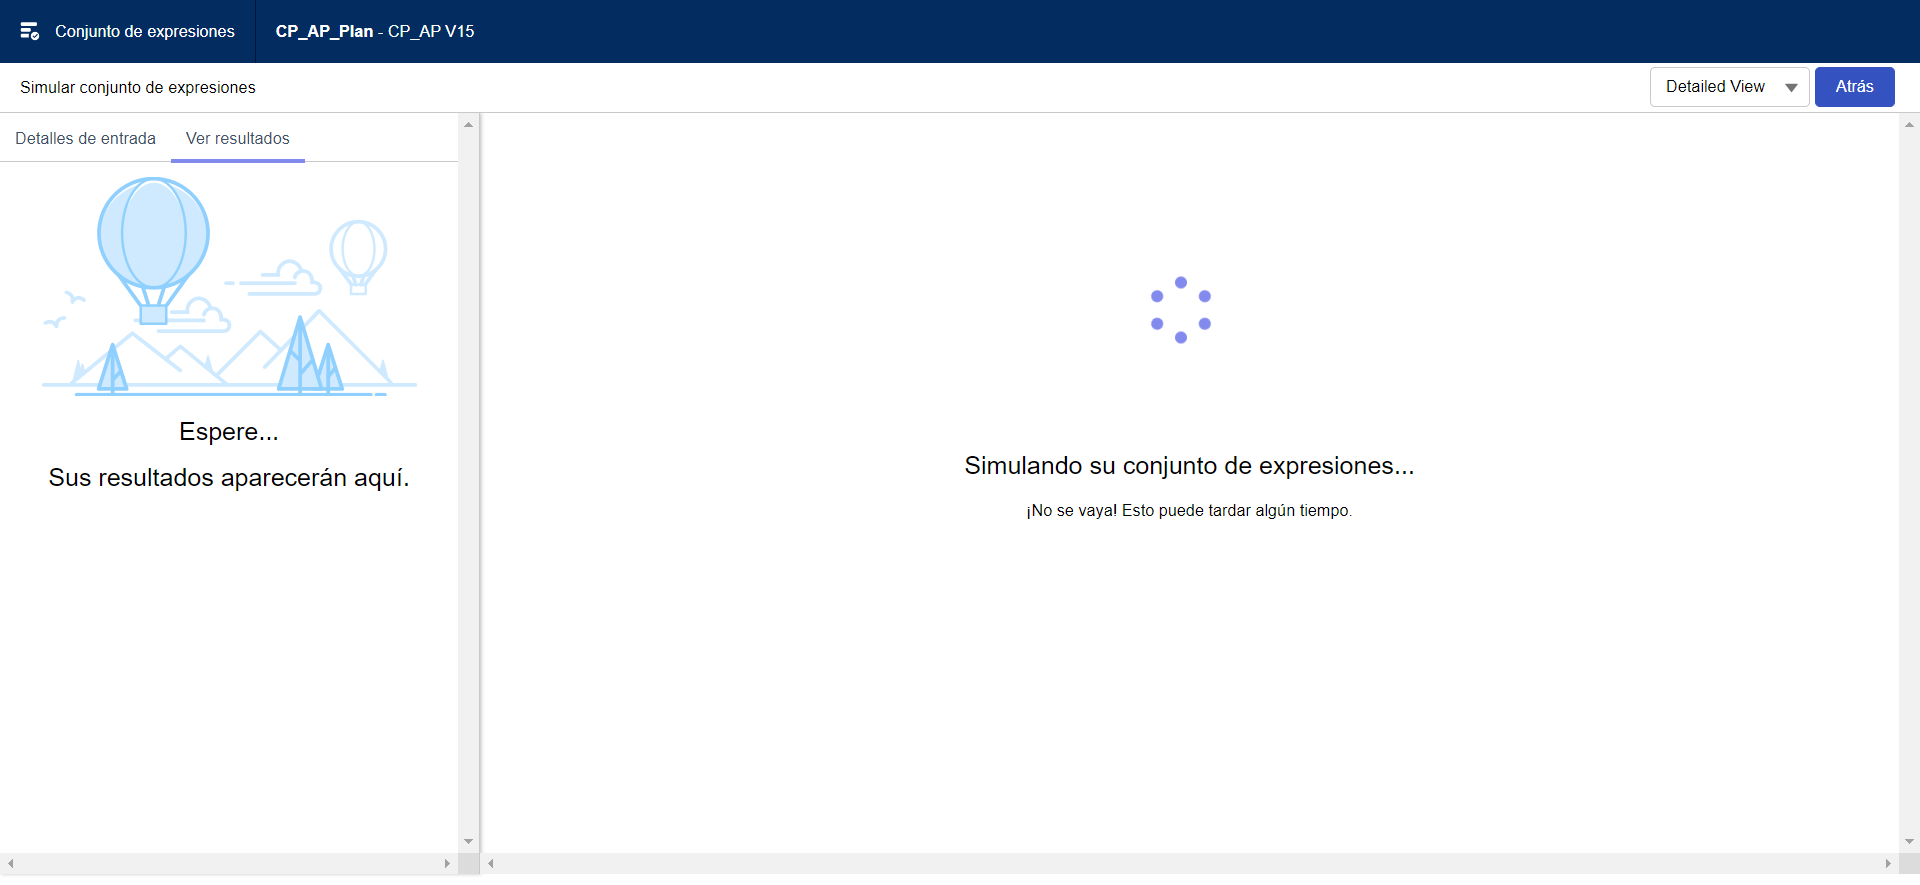 Conjunto de expresiones
CP_AP_Plan - CP_AP V15
Simular conjunto de expresiones
Detailed View
Atrás
Detalles de entrada
Ver resultados
Espere...
Sus resultados aparecerán aquí.
Simulando su conjunto de expresiones...
¡No se vaya! Esto puede tardar algún tiempo.